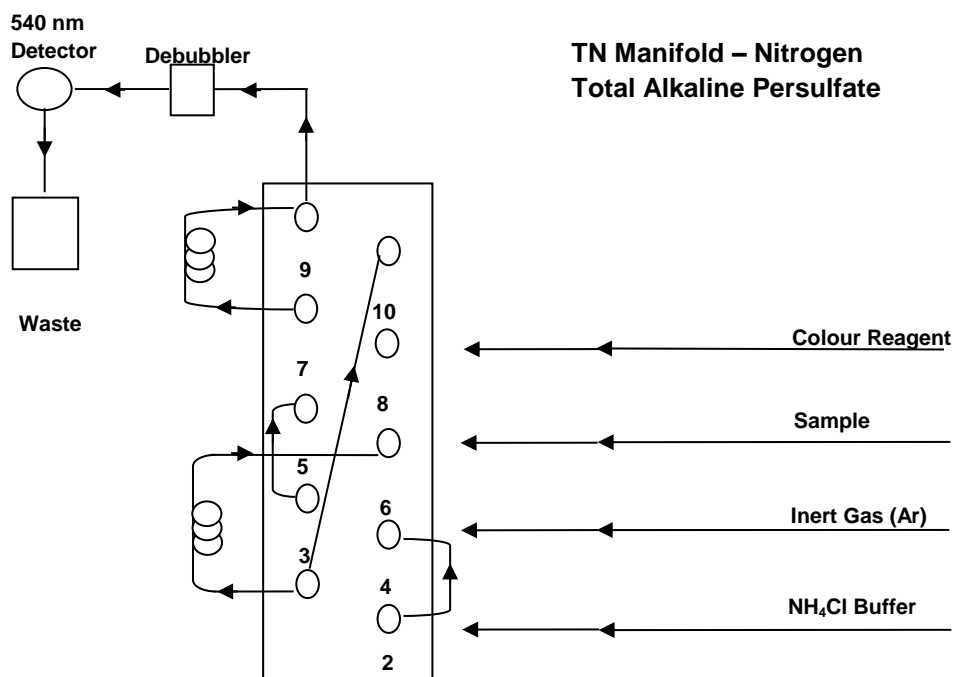 540 nm
Detector
Debubbler
TN Manifold – Nitrogen
Total Alkaline Persulfate
9
Waste
10
Colour Reagent
7
8
Sample
5
6
Inert Gas (Ar)
3
4
NH₄Cl Buffer
2